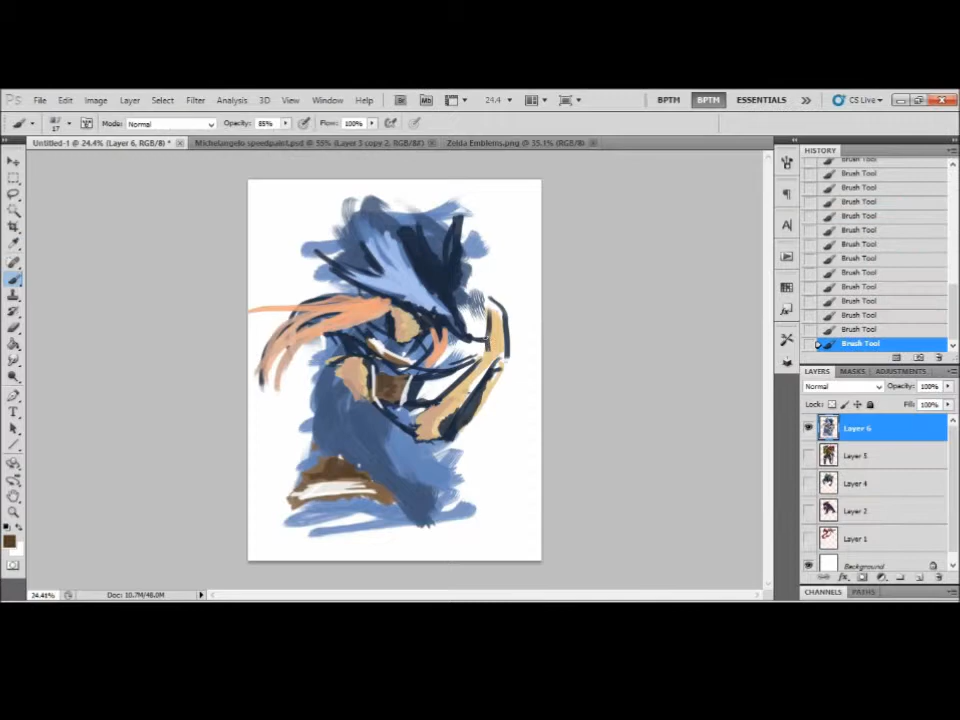 Ps File Edit Image Layer Select Filter Analysis 3D View Window Help Br Mb 24.4 BPTM BPTM ESSENTIALS CS Live
17 Mode: Normal Opacity: 85% Flow: 100%
Untitled-1 @ 24.4% (Layer 6, RGB/8) * Michelangelo speedpaint.psd @ 55% (Layer 3 copy 2, RGB/8#) Zelda Emblems.png @ 35.1% (RGB/8)
HISTORY
Brush Tool
Brush Tool
Brush Tool
Brush Tool
Brush Tool
Brush Tool
Brush Tool
Brush Tool
Brush Tool
Brush Tool
Brush Tool
Brush Tool
Brush Tool
Brush Tool
LAYERS MASKS ADJUSTMENTS
Normal Opacity: 100%
Locks: Fill: 100%
Layer 6
Layer 5
Layer 4
Layer 2
Layer 1
Background
CHANNELS PATHS
24.41% Doc: 10.7M/48.0M